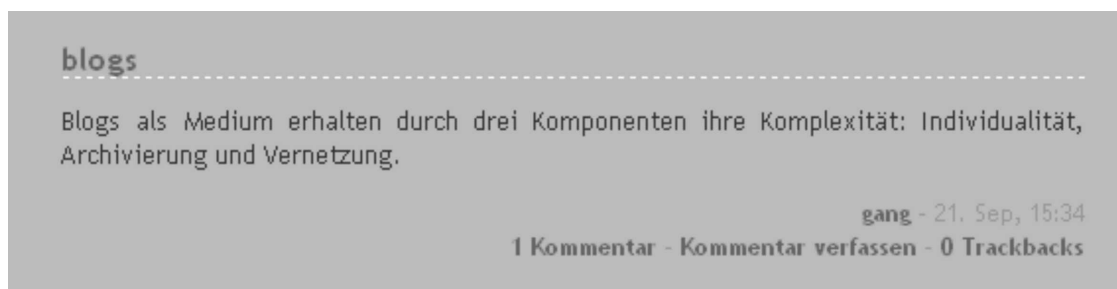 blogs
Blogs als Medium erhalten durch drei Komponenten ihre Komplexität: Individualität,
Archivierung und Vernetzung.
gang - 21. Sep, 15:34
1 Kommentar - Kommentar verfassen - 0 Trackbacks